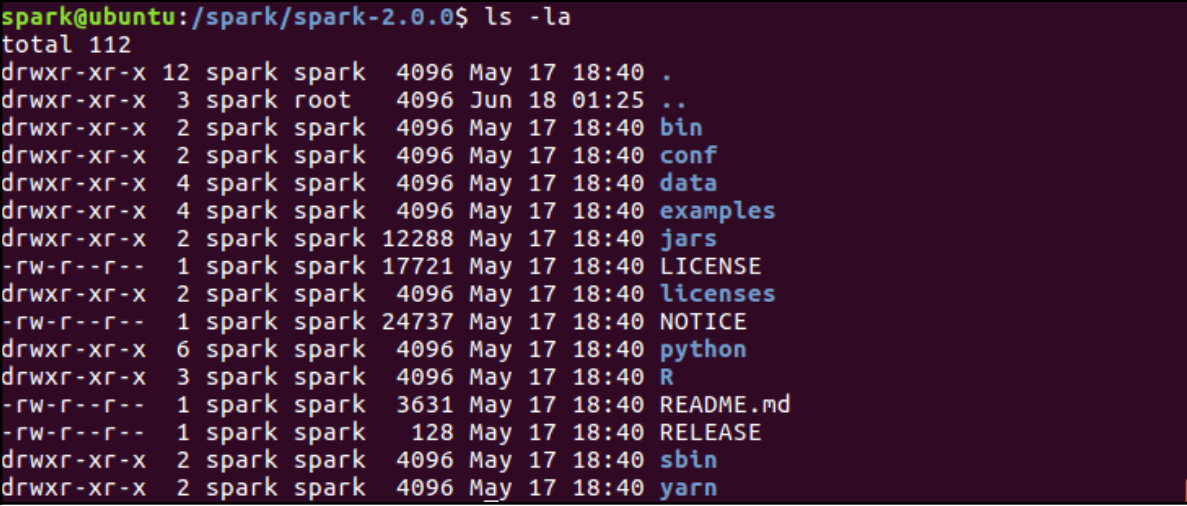 spark@ubuntu:/spark/spark-2.0.0$ ls -la
total 112
drwxr-xr-x 12 spark spark  4096 May 17 18:40 .
drwxr-xr-x  3 spark root   4096 Jun 18 01:25 ..
drwxr-xr-x  2 spark spark  4096 May 17 18:40 bin
drwxr-xr-x  2 spark spark  4096 May 17 18:40 conf
drwxr-xr-x  4 spark spark  4096 May 17 18:40 data
drwxr-xr-x  4 spark spark  4096 May 17 18:40 examples
drwxr-xr-x  2 spark spark 12288 May 17 18:40 jars
-rw-r--r--  1 spark spark 17721 May 17 18:40 LICENSE
drwxr-xr-x  2 spark spark  4096 May 17 18:40 licenses
-rw-r--r--  1 spark spark 24737 May 17 18:40 NOTICE
drwxr-xr-x  6 spark spark  4096 May 17 18:40 python
drwxr-xr-x  3 spark spark  4096 May 17 18:40 R
-rw-r--r--  1 spark spark  3631 May 17 18:40 README.md
-rw-r--r--  1 spark spark   128 May 17 18:40 RELEASE
drwxr-xr-x  2 spark spark  4096 May 17 18:40 sbin
drwxr-xr-x  2 spark spark  4096 May 17 18:40 yarn